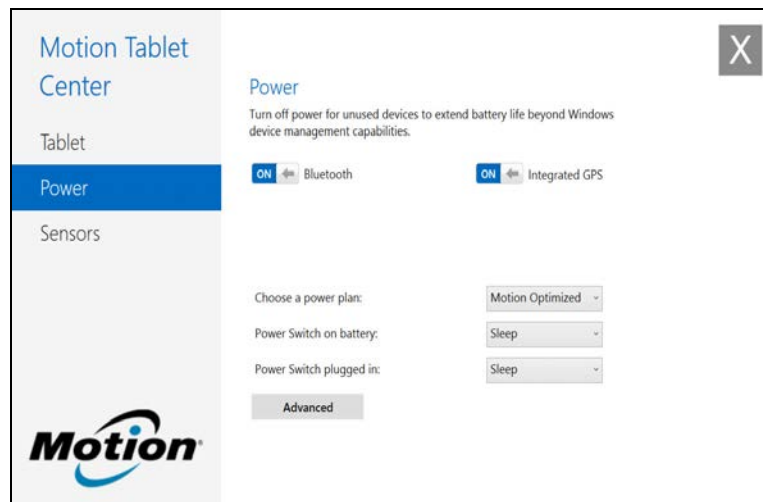 Motion Tablet
Center
Tablet
Power
Sensors
Motion
X
Power
Turn off power for unused devices to extend battery life beyond Windows
device management capabilities.
ON Bluetooth
ON Integrated GPS
Choose a power plan: Motion Optimized
Power Switch on battery: Sleep
Power Switch plugged in: Sleep
Advanced